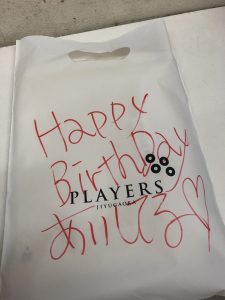 Happy
Birthday
PLAYERS
JIYUGAOKA
あいしてる♡